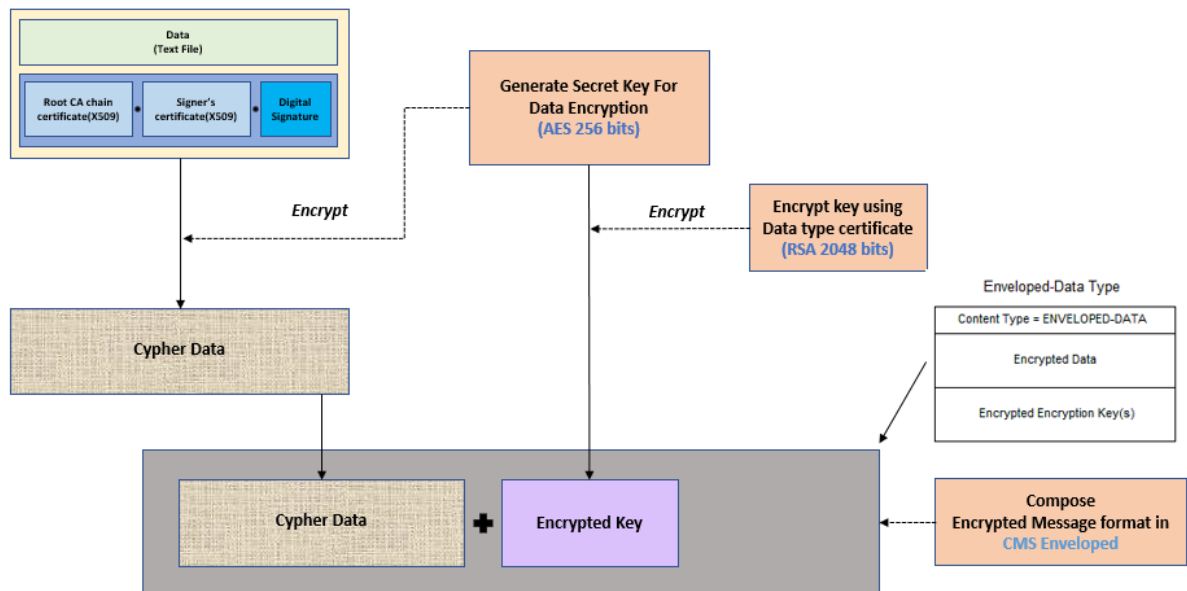 Data
(Text File)
Root CA chain
certificate(X509)
Signer's
certificate(X509)
Digital
Signature
Generate Secret Key For
Data Encryption
(AES 256 bits)
Encrypt
Encrypt
Encrypt key using
Data type certificate
(RSA 2048 bits)
Enveloped-Data Type
Content Type = ENVELOPED-DATA
Encrypted Data
Encrypted Encryption Key(s)
Cypher Data
Cypher Data
Encrypted Key
Compose
Encrypted Message format in
CMS Enveloped